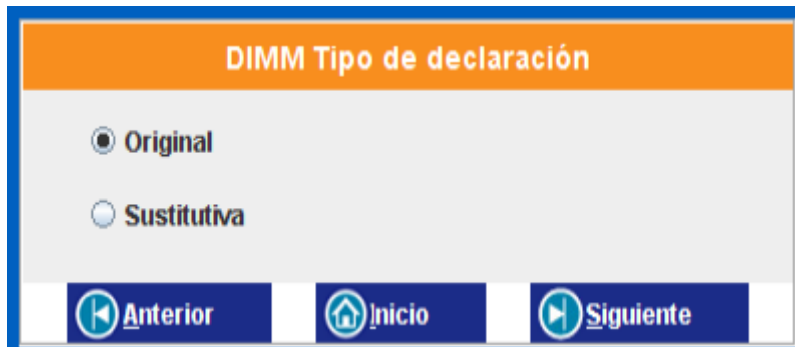 DIMM Tipo de declaración
Original
Sustitutiva
Anterior Inicio Siguiente